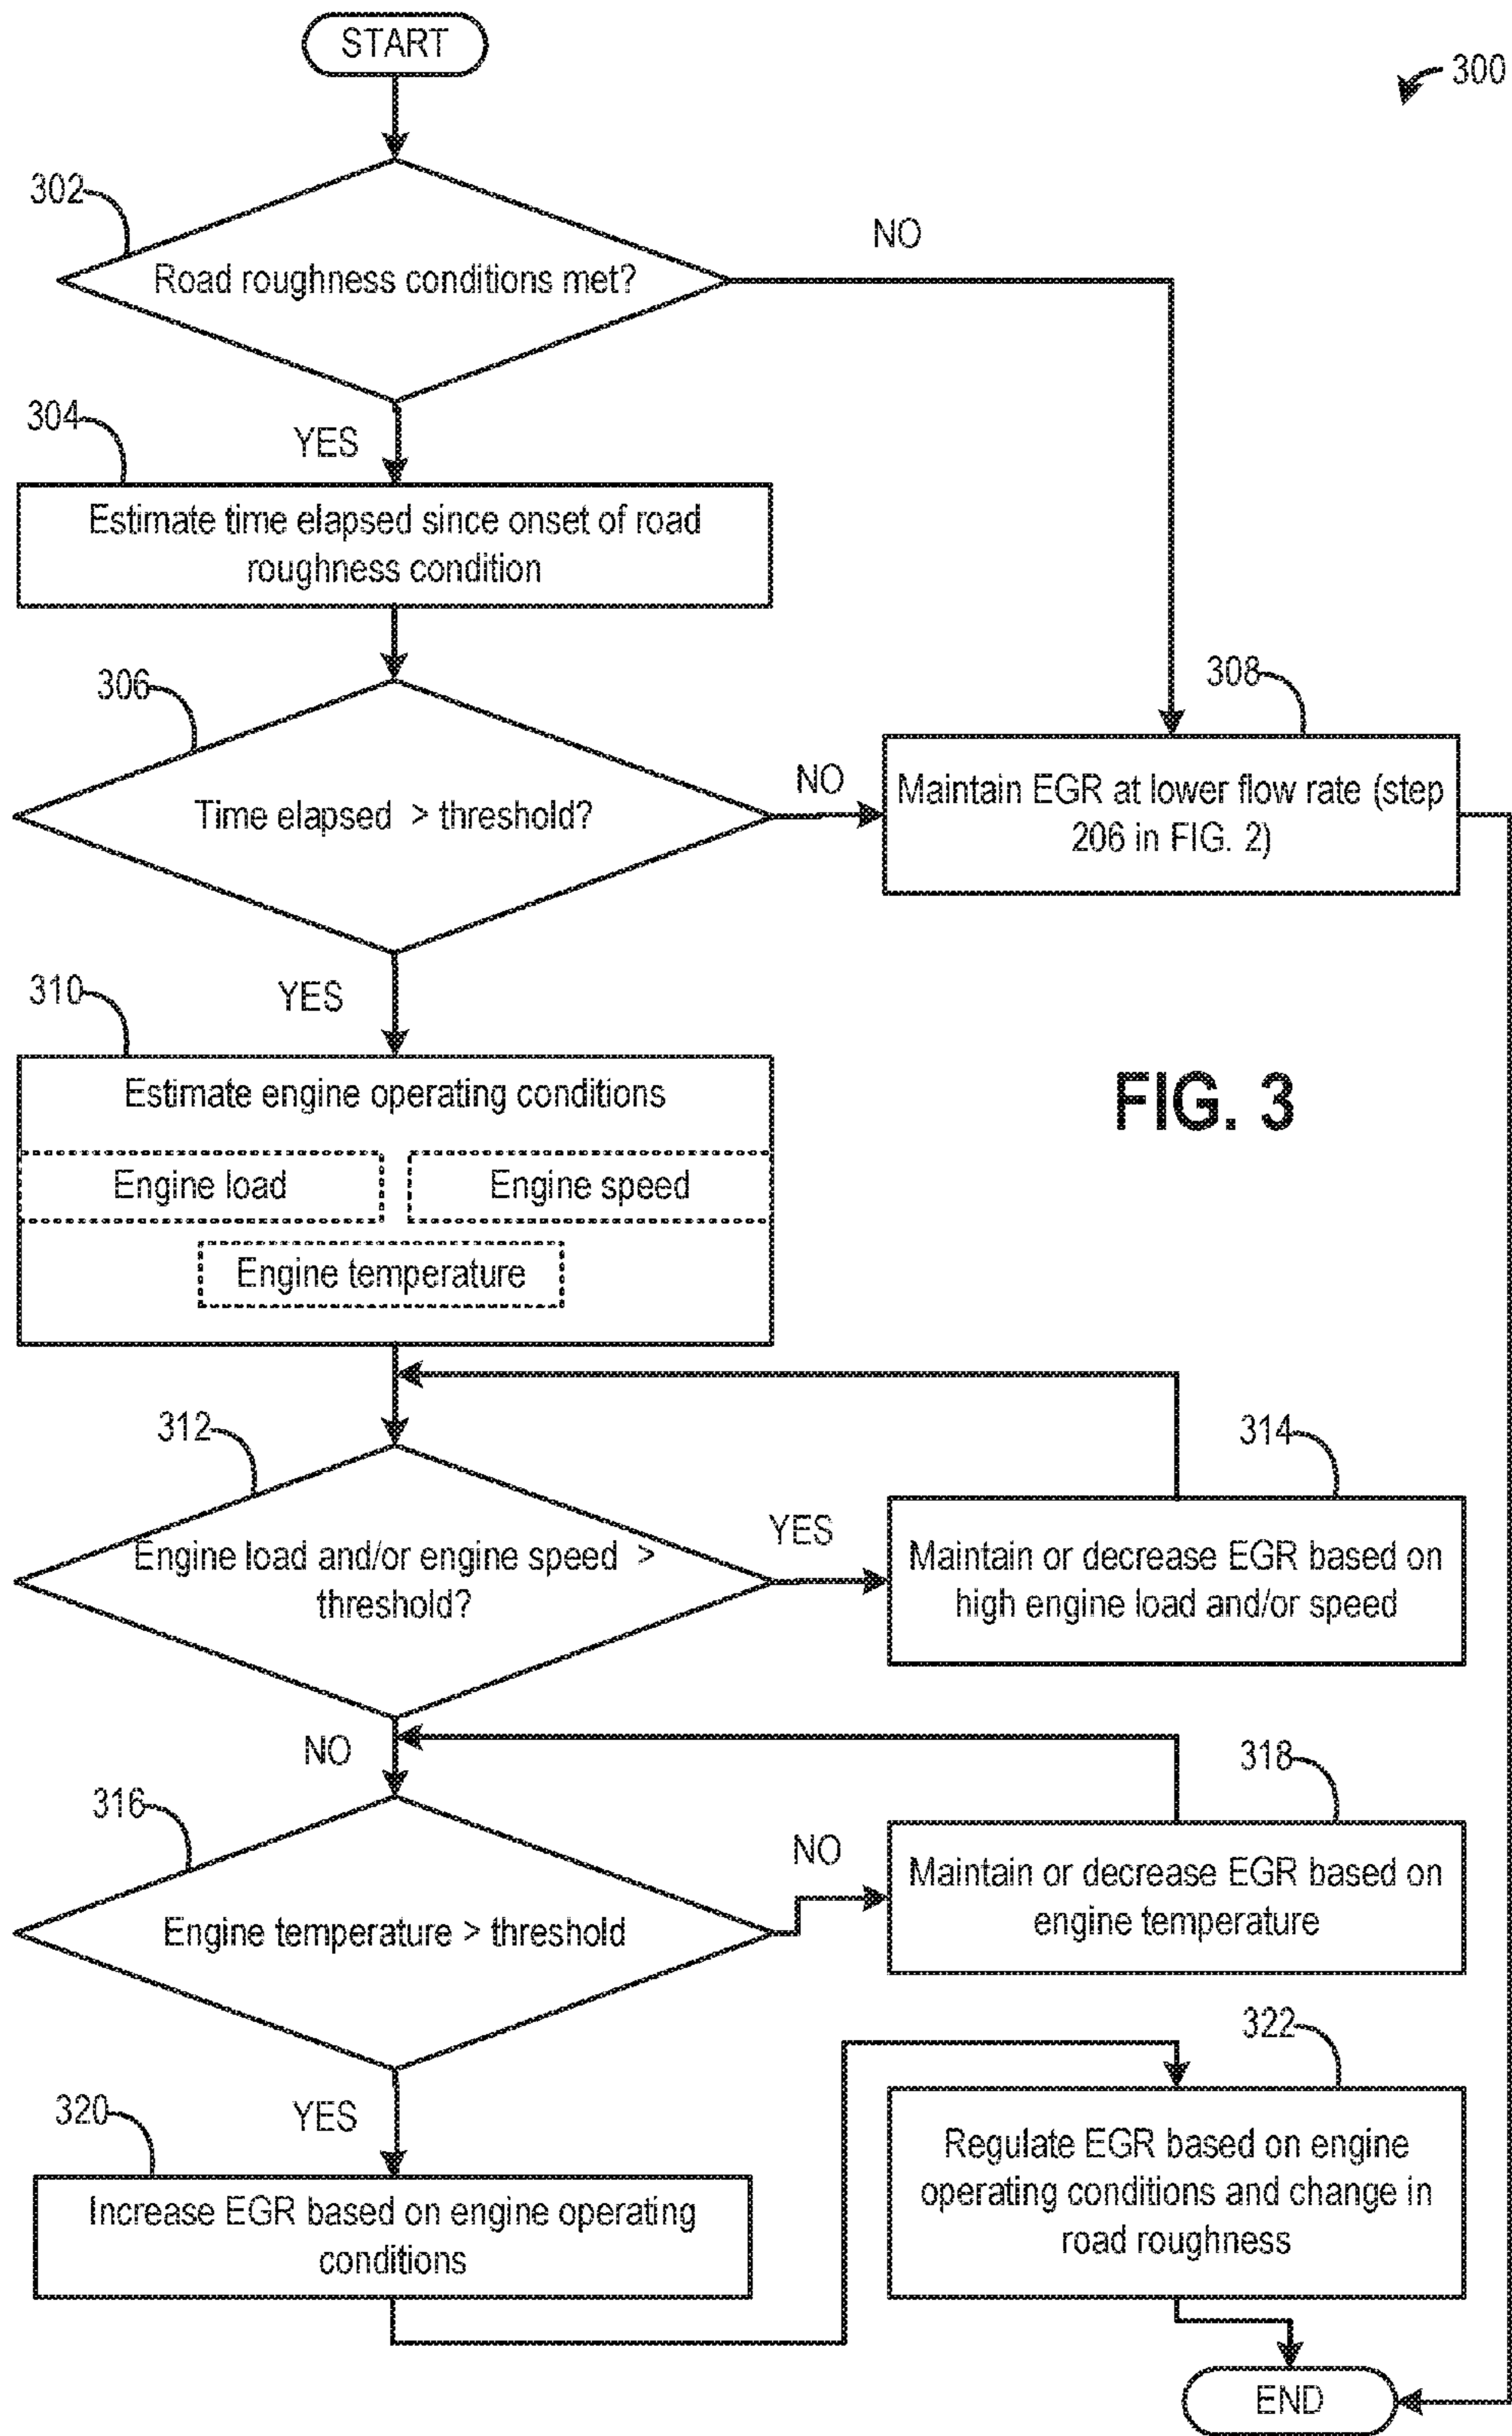 START
300
302
Road roughness conditions met?
NO
304
YES
Estimate time elapsed since onset of road
roughness condition
306
Time elapsed > threshold?
NO
308
Maintain EGR at lower flow rate (step
206 in FIG. 2)
310
YES
Estimate engine operating conditions
Engine load
Engine speed
Engine temperature
FIG. 3
312
Engine load and/or engine speed >
threshold?
YES
314
Maintain or decrease EGR based on
high engine load and/or speed
NO
316
Engine temperature > threshold
NO
318
Maintain or decrease EGR based on
engine temperature
320
YES
Increase EGR based on engine operating
conditions
322
Regulate EGR based on engine
operating conditions and change in
road roughness
END